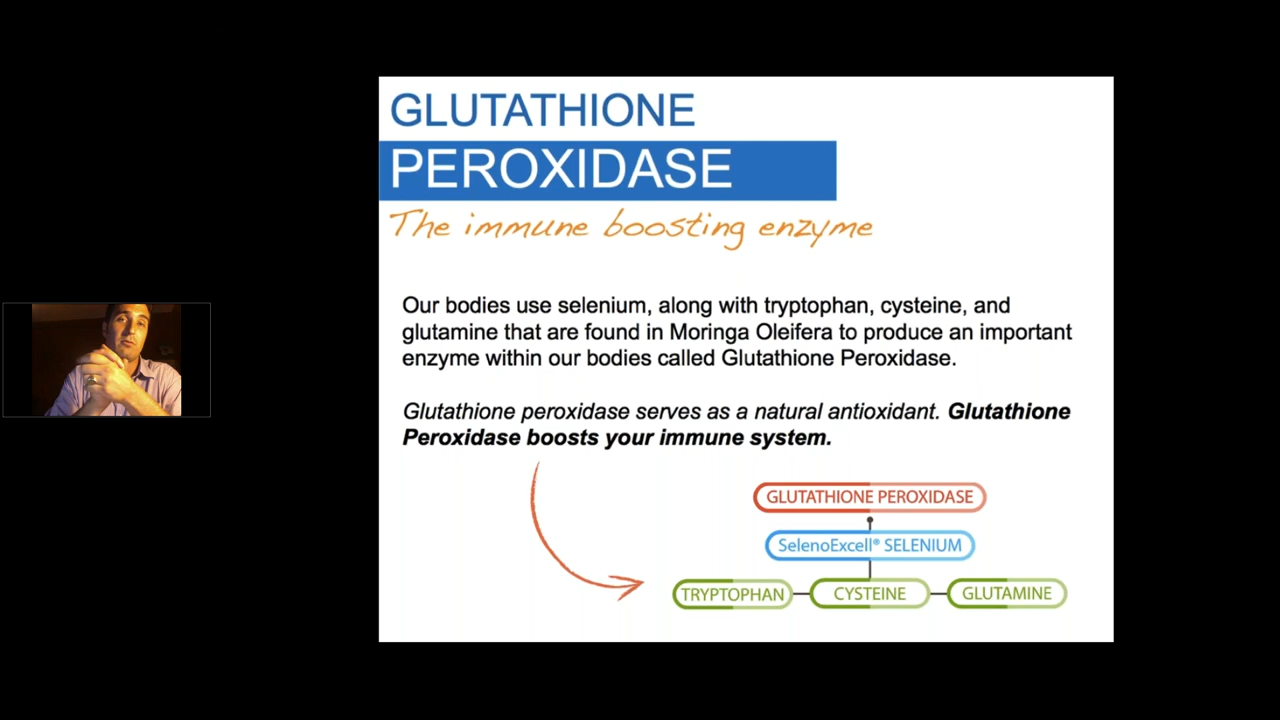 GLUTATHIONE
PEROXIDASE
The immune boosting enzyme
Our bodies use selenium, along with tryptophan, cysteine, and
glutamine that are found in Moringa Oleifera to produce an important
enzyme within our bodies called Glutathione Peroxidase.
Glutathione peroxidase serves as a natural antioxidant. Glutathione
Peroxidase boosts your immune system.
GLUTATHIONE PEROXIDASE
SelenoExcell® SELENIUM
TRYPTOPHAN CYSTEINE GLUTAMINE